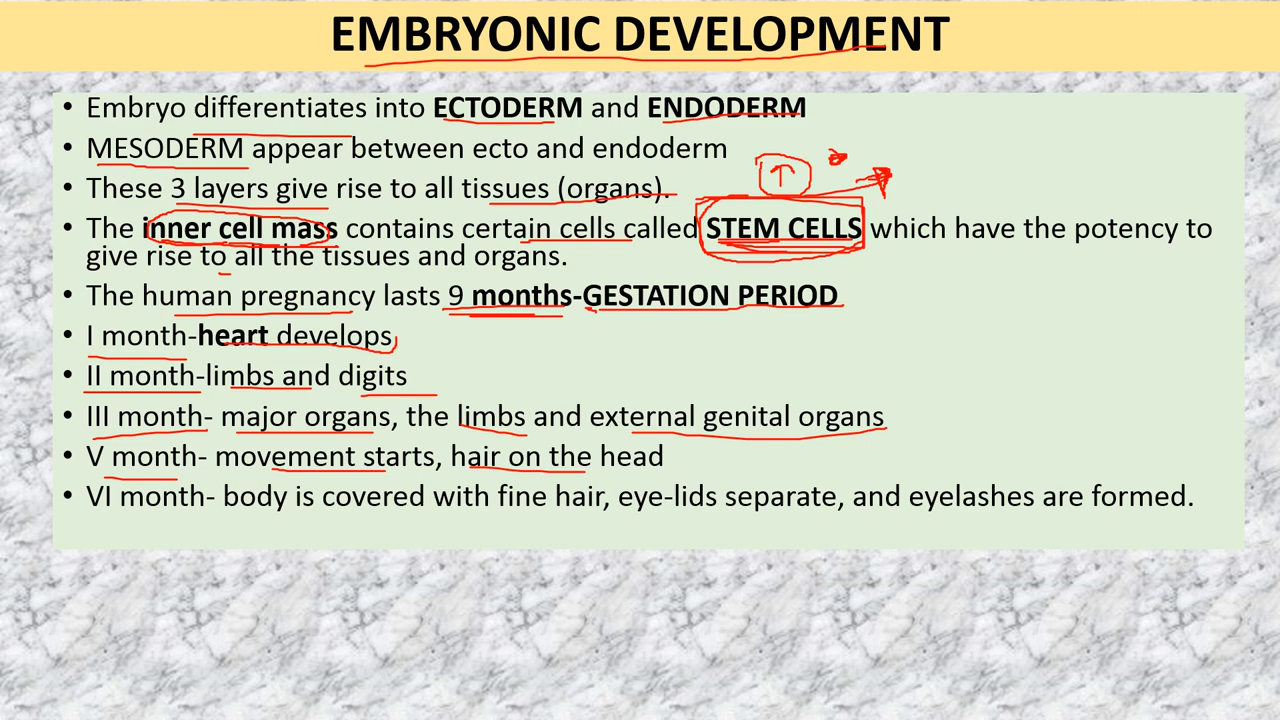 EMBRYONIC DEVELOPMENT
• Embryo differentiates into ECTODERM and ENDODERM
• MESODERM appear between ecto and endoderm
• These 3 layers give rise to all tissues (organs).
• The inner cell mass contains certain cells called STEM CELLS which have the potency to
give rise to all the tissues and organs.
• The human pregnancy lasts 9 months-GESTATION PERIOD
• I month-heart develops
• II month-limbs and digits
• III month- major organs, the limbs and external genital organs
• V month- movement starts, hair on the head
• VI month- body is covered with fine hair, eye-lids separate, and eyelashes are formed.